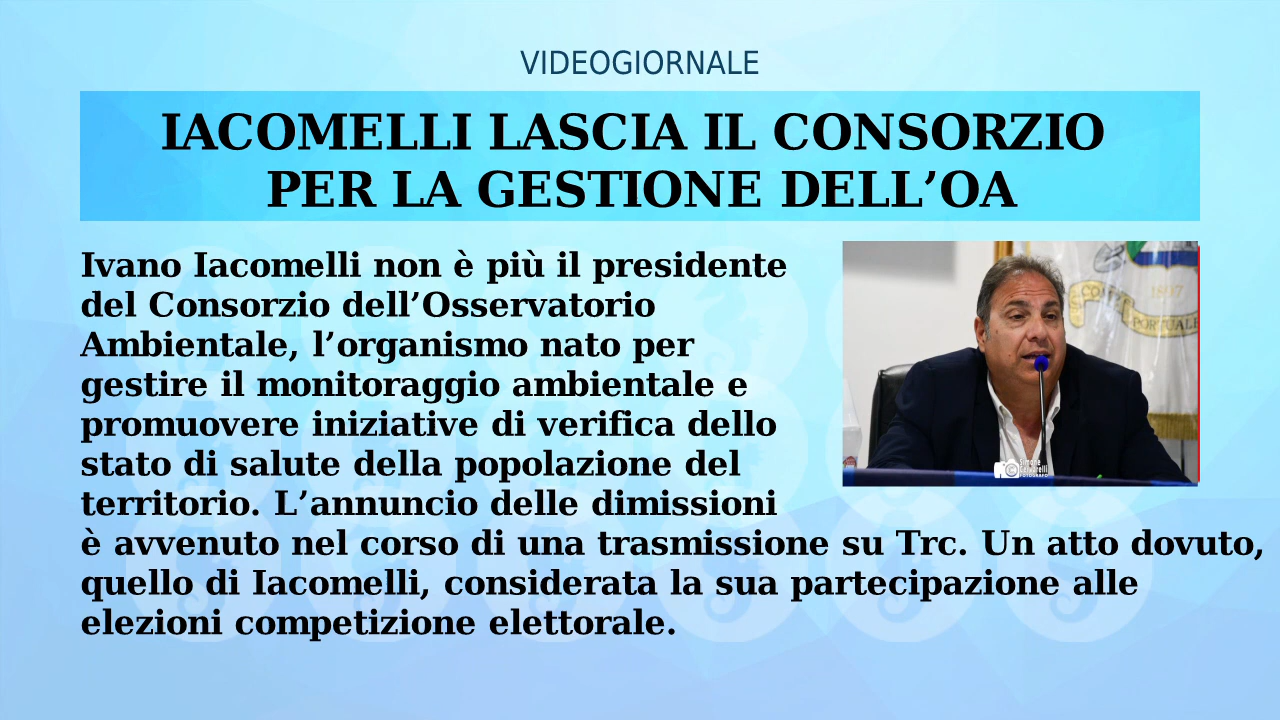 VIDEOGIORNALE
IACOMELLI LASCIA IL CONSORZIO
PER LA GESTIONE DELL’OA
Ivano Iacomelli non è più il presidente
del Consorzio dell’Osservatorio
Ambientale, l’organismo nato per
gestire il monitoraggio ambientale e
promuovere iniziative di verifica dello
stato di salute della popolazione del
territorio. L’annuncio delle dimissioni
è avvenuto nel corso di una trasmissione su Trc. Un atto dovuto,
quello di Iacomelli, considerata la sua partecipazione alle
elezioni competizione elettorale.
1897
PORTUALE
FOTOGRAFO